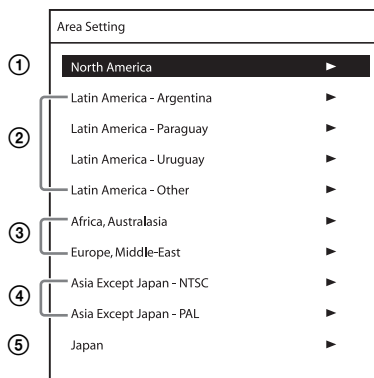 Area Setting
① North America ►
Latin America - Argentina ►
② Latin America - Paraguay ►
Latin America - Uruguay ►
Latin America - Other ►
③ Africa, Australasia ►
Europe, Middle-East ►
④ Asia Except Japan - NTSC ►
Asia Except Japan - PAL ►
⑤ Japan ►